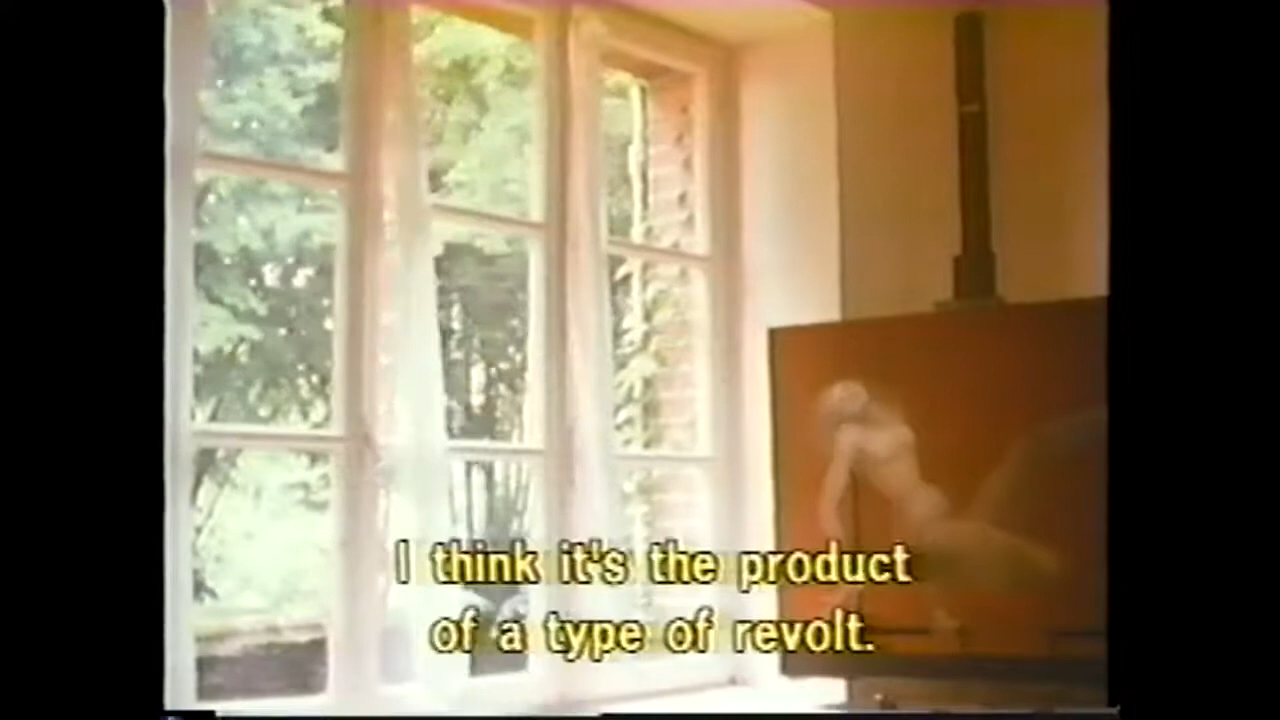 I think it's the product
of a type of revolt.